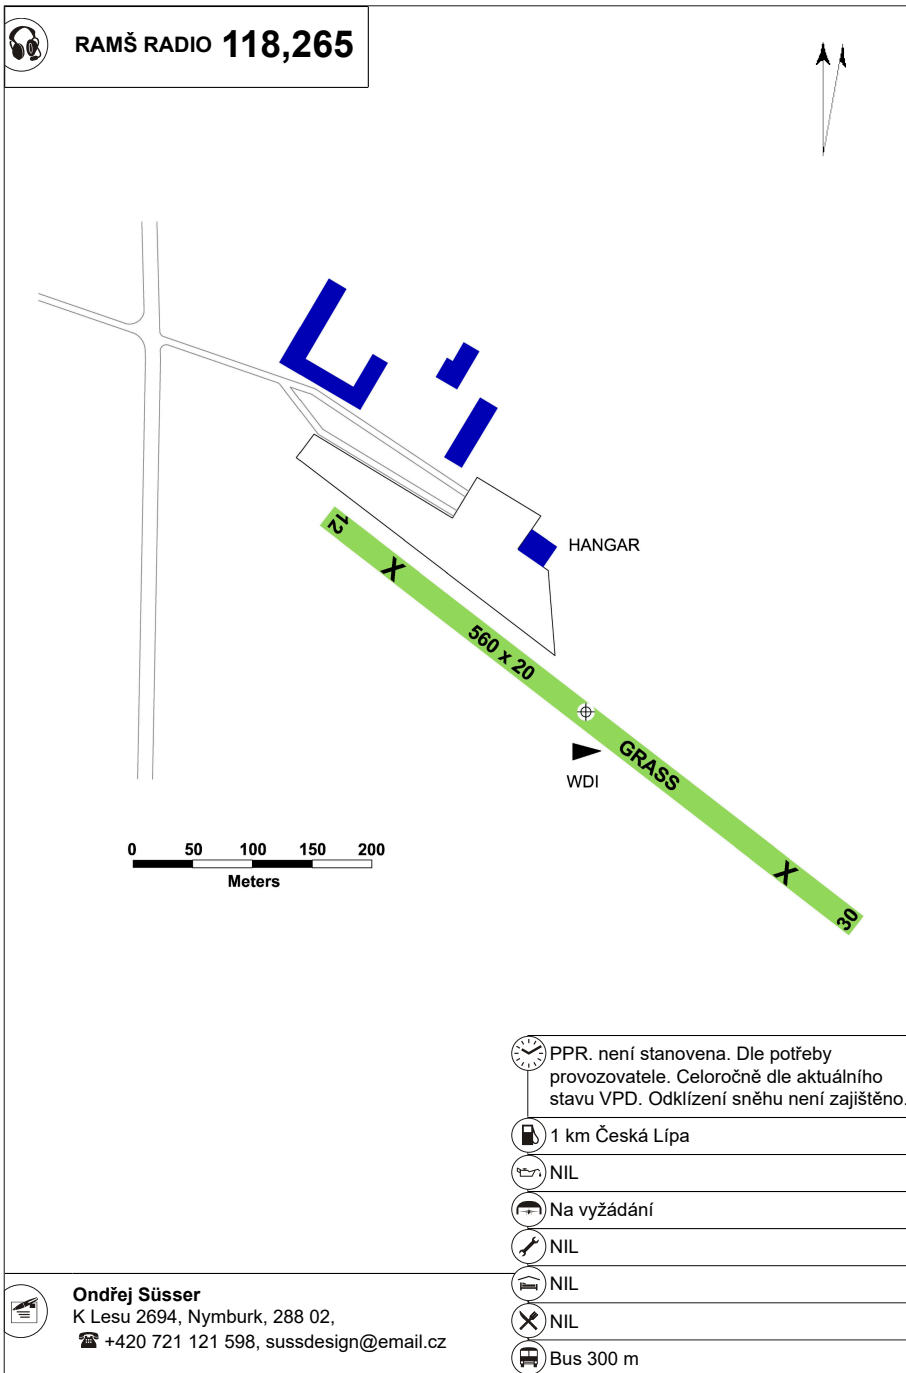 RAMŠ RADIO 118,265
HANGAR
12
X
560 x 20
GRASS
WDI
X
30
0 50 100 150 200
Meters
PPR. není stanovena. Dle potřeby
provozovatele. Celoročně dle aktuálního
stavu VPD. Odklízení sněhu není zajištěno.
1 km Česká Lípa
NIL
Na vyžádání
NIL
NIL
NIL
Bus 300 m
Ondřej Süsser
K Lesu 2694, Nymburk, 288 02,
☎ +420 721 121 598, sussdesign@email.cz